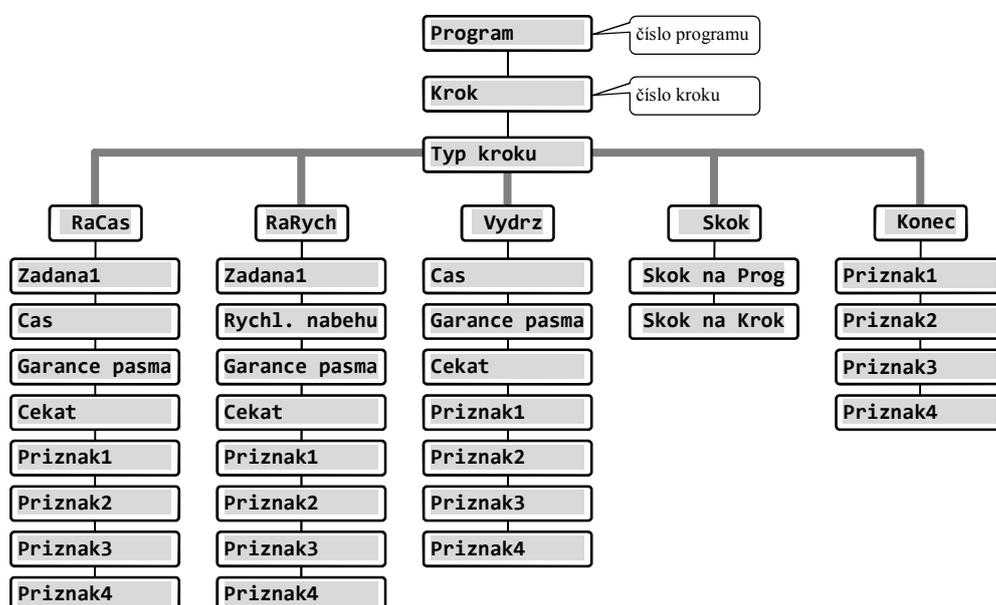 Program
číslo programu
Krok
číslo kroku
Typ kroku
RaCas
RaRych
Vydrz
Skok
Konec
Zadana1
Cas
Garance pasma
Cekat
Priznak1
Priznak2
Priznak3
Priznak4
Zadana1
Rychl. nabehu
Garance pasma
Cekat
Priznak1
Priznak2
Priznak3
Priznak4
Cas
Garance pasma
Cekat
Priznak1
Priznak2
Priznak3
Priznak4
Skok na Prog
Skok na Krok
Priznak1
Priznak2
Priznak3
Priznak4